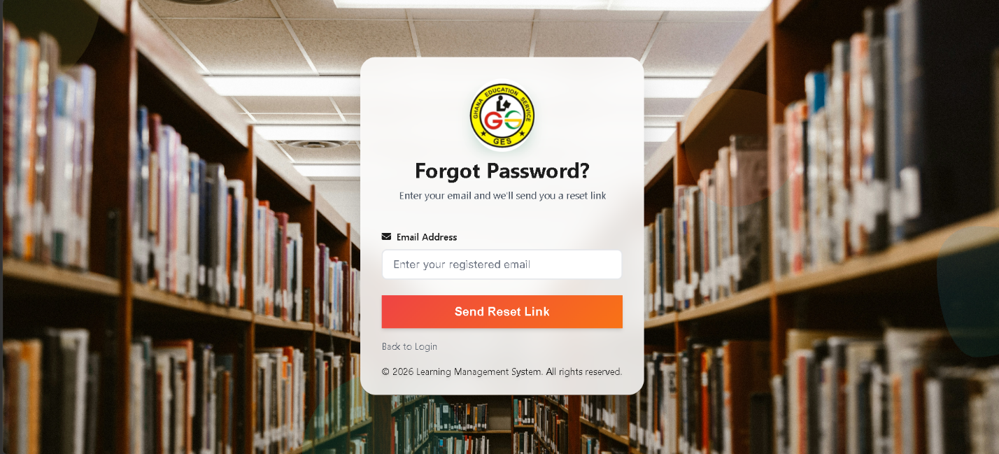 GHANA EDUCATION SERVICE
GES
GES
Forgot Password?
Enter your email and we'll send you a reset link
Email Address
Enter your registered email
Send Reset Link
Back to Login
© 2026 Learning Management System. All rights reserved.